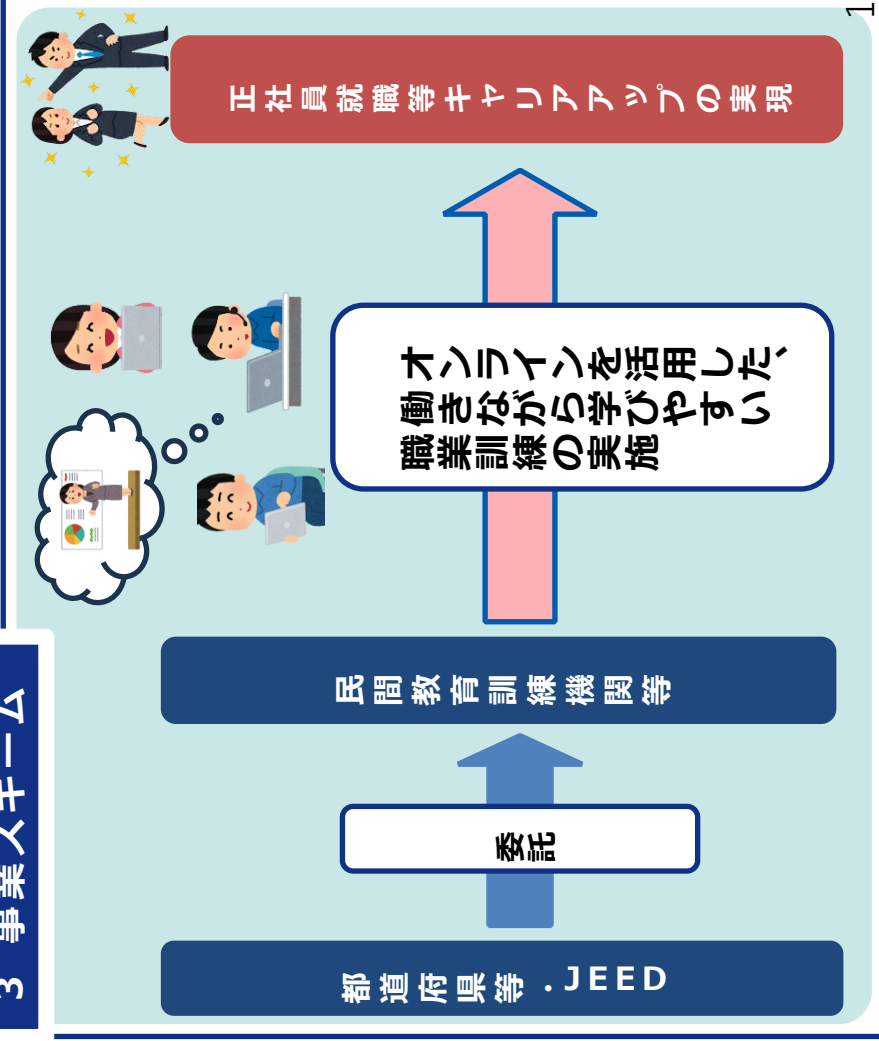 3 事業スキーム
都道府県等 . JEED
委託
民間教育訓練機関等
オンラインを活用した、
働きながら学びやすい
職業訓練の実施
正社員就職等キャリアアップの実現
1